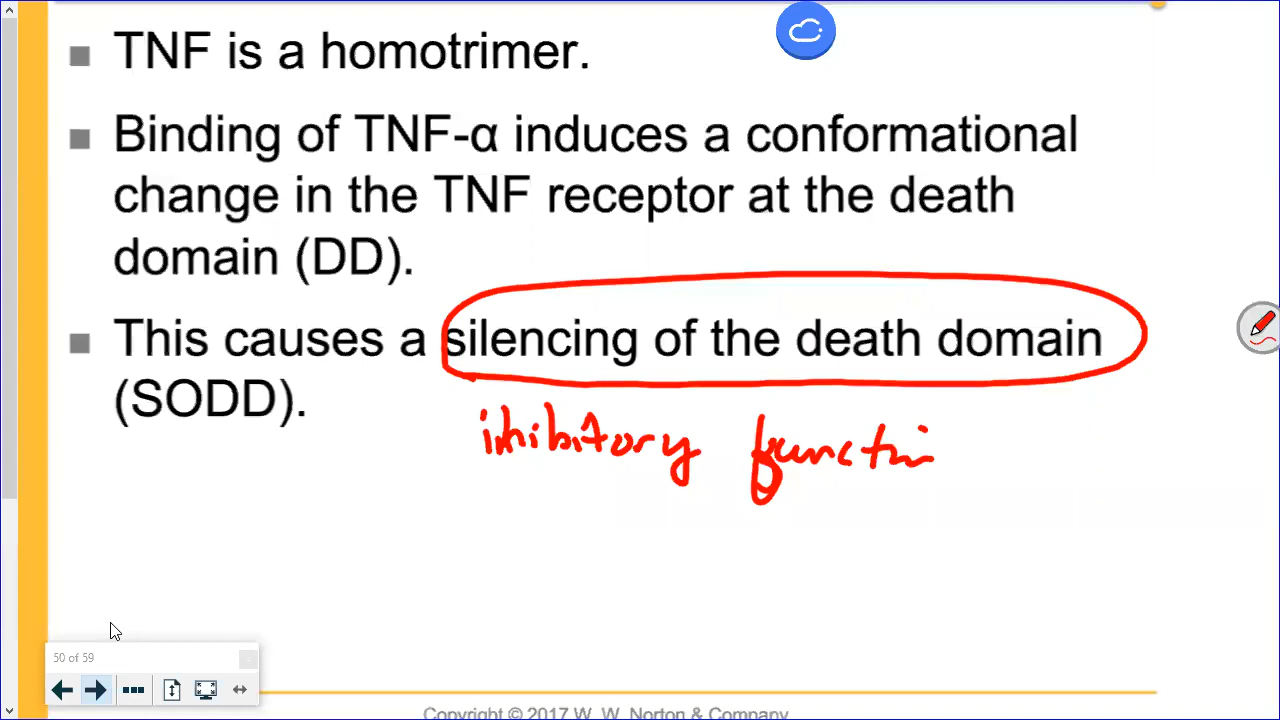 TNF is a homotrimer.
Binding of TNF-α induces a conformational
change in the TNF receptor at the death
domain (DD).
This causes a silencing of the death domain
(SODD).
inhibitory functi
50 of 59
Copyright © 2017 W. W. Norton & Company